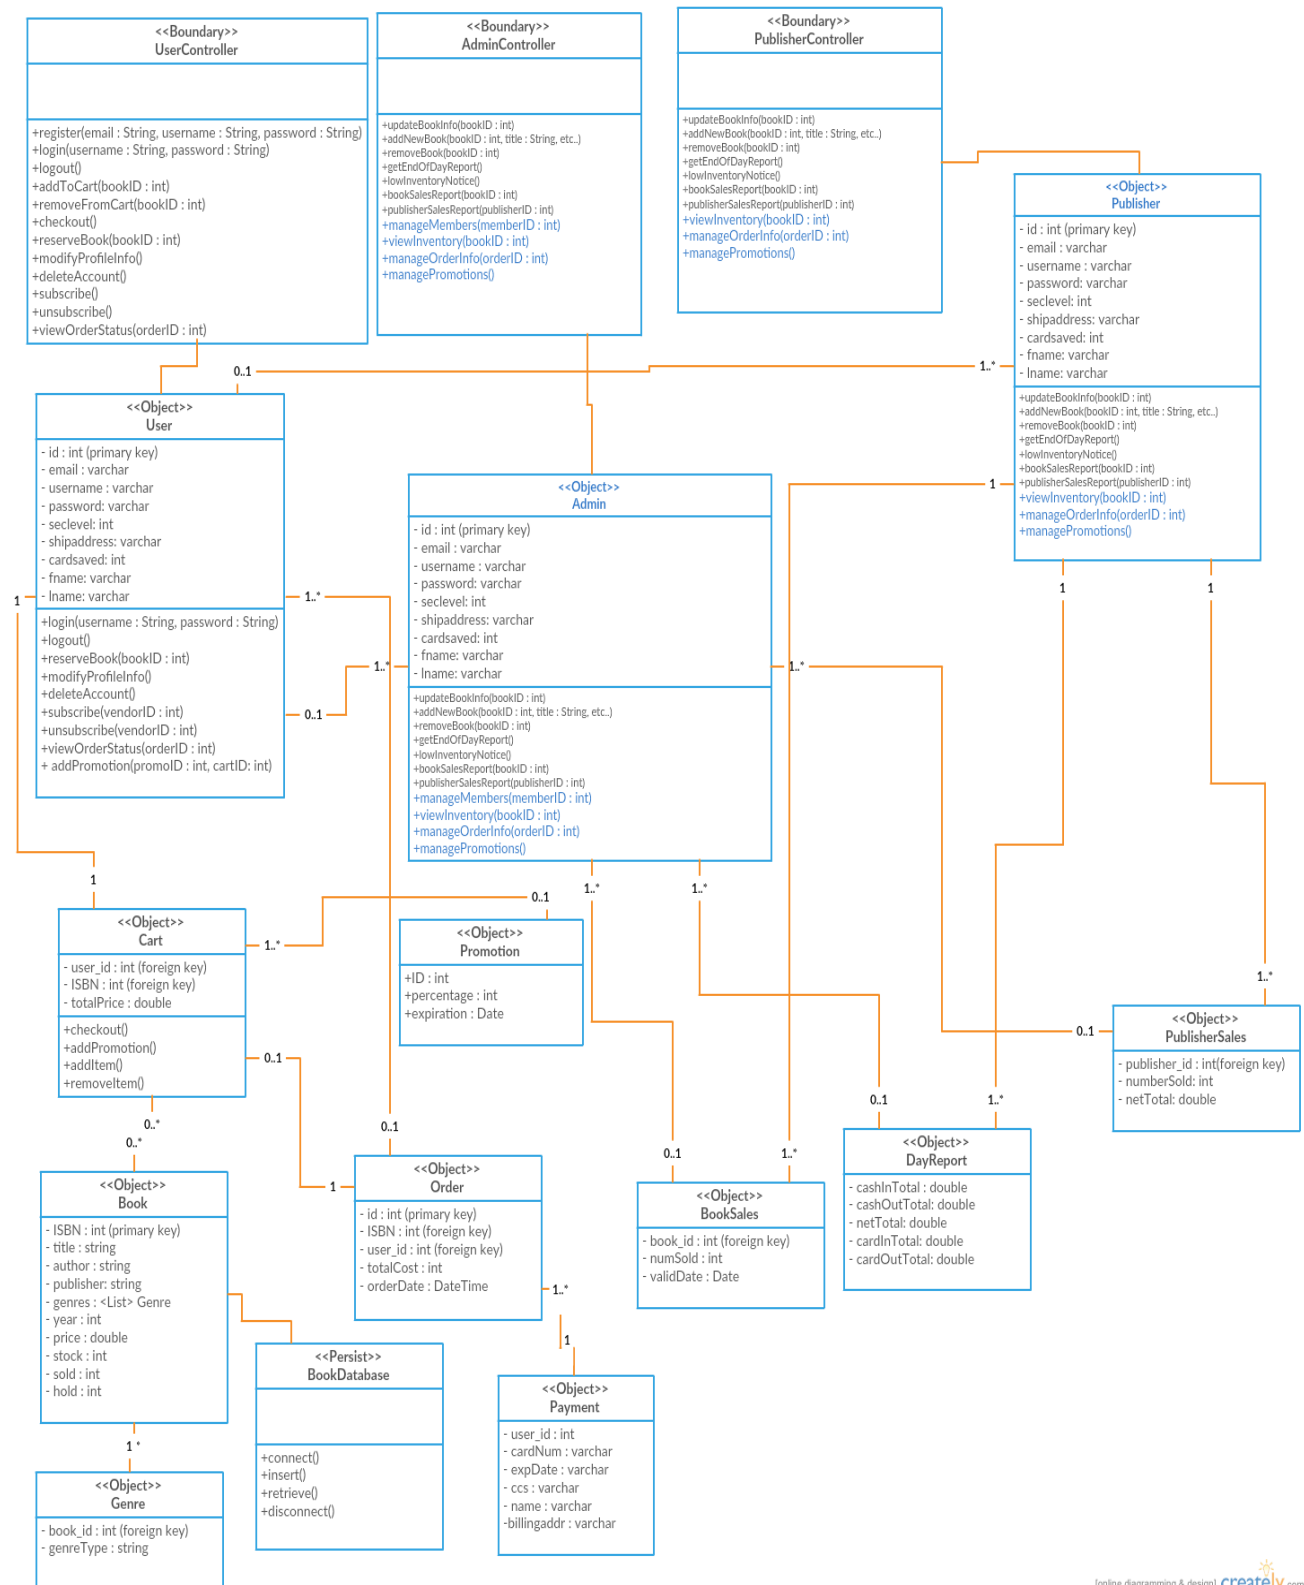 <<Boundary>>
UserController
+register(email : String, username : String, password : String)
+login(username : String, password : String)
+logout()
+addToCart(bookID : int)
+removeFromCart(bookID : int)
+checkout()
+reserveBook(bookID : int)
+modifyProfileInfo()
+deleteAccount()
+subscribe()
+unsubscribe()
+viewOrderStatus(orderID : int)
<<Boundary>>
AdminController
+updateBookInfo(bookID : int)
+addNewBook(bookID : int, title : String, etc..)
+removeBook(bookID : int)
+getEndOfDayReport()
+lowInventoryNotice()
+bookSalesReport(bookID : int)
+publisherSalesReport(publisherID : int)
+manageMembers(memberID : int)
+viewInventory(bookID : int)
+manageOrderInfo(orderID : int)
+managePromotions()
<<Boundary>>
PublisherController
+updateBookInfo(bookID : int)
+addNewBook(bookID : int, title : String, etc..)
+removeBook(bookID : int)
+getEndOfDayReport()
+lowInventoryNotice()
+bookSalesReport(bookID : int)
+publisherSalesReport(publisherID : int)
+viewInventory(bookID : int)
+manageOrderInfo(orderID : int)
+managePromotions()
<<Object>>
Publisher
- id : int (primary key)
- email : varchar
- username : varchar
- password: varchar
- seclevel: int
- shipaddress: varchar
- cardsaved: int
- fname: varchar
- lname: varchar
+updateBookInfo(bookID : int)
+addNewBook(bookID : int, title : String, etc..)
+removeBook(bookID : int)
+getEndOfDayReport()
+lowInventoryNotice()
+bookSalesReport(bookID : int)
+publisherSalesReport(publisherID : int)
+viewInventory(bookID : int)
+manageOrderInfo(orderID : int)
+managePromotions()
0..1
1..*
<<Object>>
User
- id : int (primary key)
- email : varchar
- username : varchar
- password: varchar
- seclevel: int
- shipaddress: varchar
- cardsaved: int
- fname: varchar
- lname: varchar
+login(username : String, password : String)
+logout()
+reserveBook(bookID : int)
+modifyProfileInfo()
+deleteAccount()
+subscribe(vendorID : int)
+unsubscribe(vendorID : int)
+viewOrderStatus(orderID : int)
+ addPromotion(promoID : int, cartID: int)
<<Object>>
Admin
- id : int (primary key)
- email : varchar
- username : varchar
- password: varchar
- seclevel: int
- shipaddress: varchar
- cardsaved: int
- fname: varchar
- lname: varchar
+updateBookInfo(bookID : int)
+addNewBook(bookID : int, title : String, etc..)
+removeBook(bookID : int)
+getEndOfDayReport()
+lowInventoryNotice()
+bookSalesReport(bookID : int)
+publisherSalesReport(publisherID : int)
+manageMembers(memberID : int)
+viewInventory(bookID : int)
+manageOrderInfo(orderID : int)
+managePromotions()
1
1
1
1
1..*
1..*
1..*
0..1
1
1..*
1..*
0..1
1..*
<<Object>>
Cart
- user_id : int (foreign key)
- ISBN : int (foreign key)
- totalPrice : double
+checkout()
+addPromotion()
+addItem()
+removeItem()
<<Object>>
Promotion
+ID : int
+percentage : int
+expiration : Date
1..*
0..1
<<Object>>
PublisherSales
- publisher_id : int(foreign key)
- numberSold: int
- netTotal: double
0..1
0..1
1..*
0..*
0..*
0..1
0..1
1..*
<<Object>>
DayReport
- cashInTotal : double
- cashOutTotal: double
- netTotal: double
- cardInTotal: double
- cardOutTotal: double
<<Object>>
Book
- ISBN : int (primary key)
- title : string
- author : string
- publisher: string
- genres : <List> Genre
- year : int
- price : double
- stock : int
- sold : int
- hold : int
1
<<Object>>
Order
- id : int (primary key)
- ISBN : int (foreign key)
- user_id : int (foreign key)
- totalCost : int
- orderDate : DateTime
<<Object>>
BookSales
- book_id : int (foreign key)
- numSold : int
- validDate : Date
1..*
1
<<Persist>>
BookDatabase
+connect()
+insert()
+retrieve()
+disconnect()
<<Object>>
Payment
- user_id : int
- cardNum : varchar
- expDate : varchar
- ccs : varchar
- name : varchar
-billingaddr : varchar
1 *
<<Object>>
Genre
- book_id : int (foreign key)
- genreType : string
[online diagramming & design] creately.com